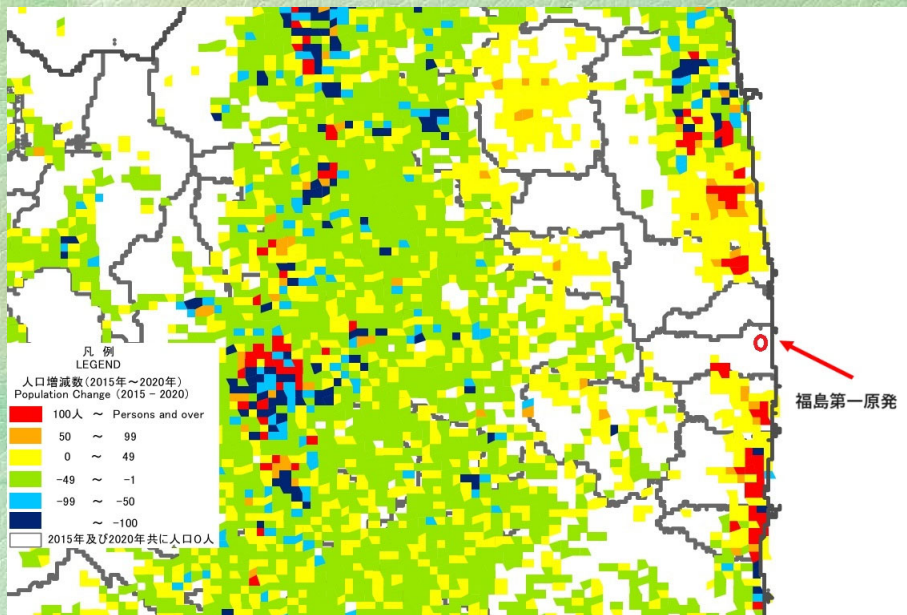 凡 例
LEGEND
人口増減数(2015年~2020年)
Population Change (2015 - 2020)
100人 ~ Persons and over
50 ~ 99
0 ~ 49
-49 ~ -1
-99 ~ -50
~ -100
2015年及び2020年共に人口0人
福島第一原発